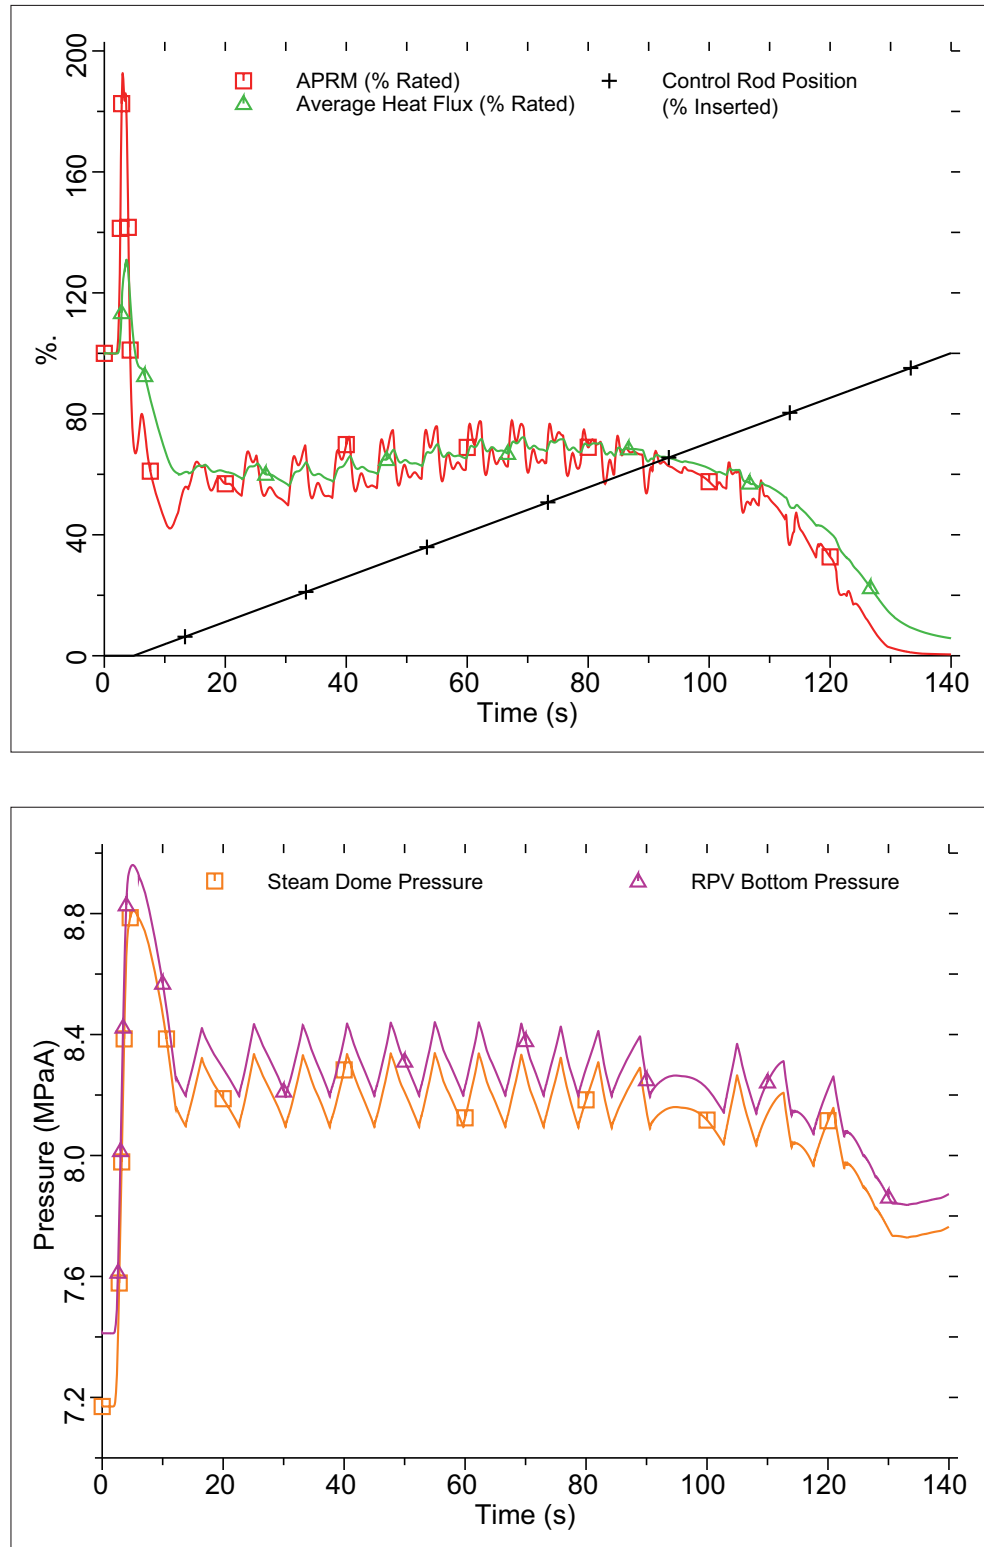 200
160
120
80
40
0
%.
APRM (% Rated)
Average Heat Flux (% Rated)
Control Rod Position
(% Inserted)
0 20 40 60 80 100 120 140
Time (s)
8.8
8.4
8.0
7.6
7.2
Pressure (MPaA)
Steam Dome Pressure
RPV Bottom Pressure
0 20 40 60 80 100 120 140
Time (s)